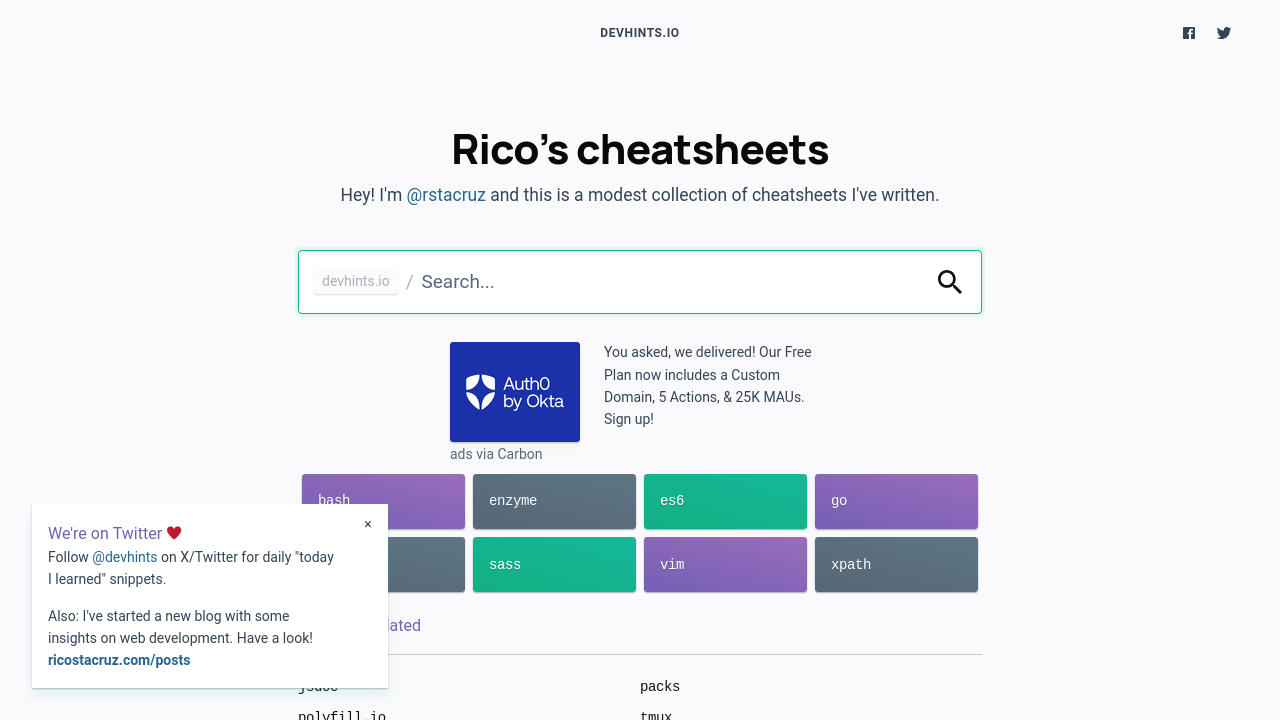 DEVHINTS.IO
Rico's cheatsheets
Hey! I'm @rstacruz and this is a modest collection of cheatsheets I've written.
devhints.io / Search...
Auth0
by Okta
You asked, we delivered! Our Free
Plan now includes a Custom
Domain, 5 Actions, & 25K MAUs.
Sign up!
ads via Carbon
bash
enzyme
es6
go
sass
vim
xpath
We're on Twitter ❤
×
Follow @devhints on X/Twitter for daily "today
I learned" snippets.
Also: I've started a new blog with some
insights on web development. Have a look!
ricostacruz.com/posts
packs
polyfill.io
tmux